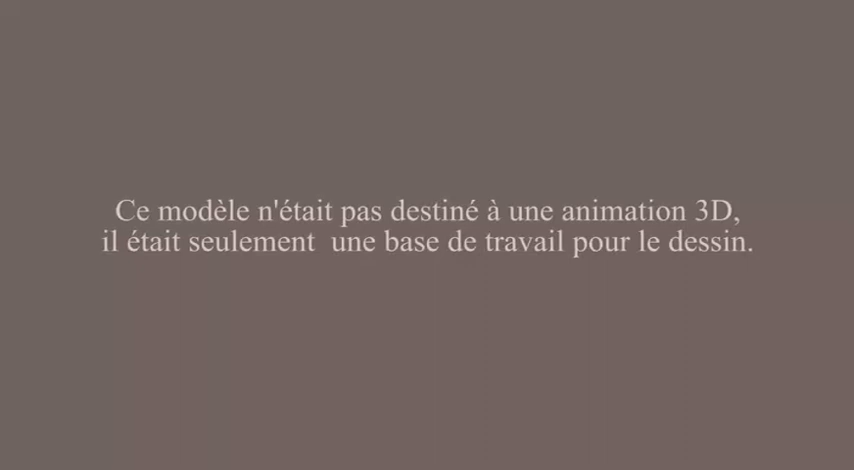 Ce modèle n'était pas destiné à une animation 3D,
il était seulement  une base de travail pour le dessin.